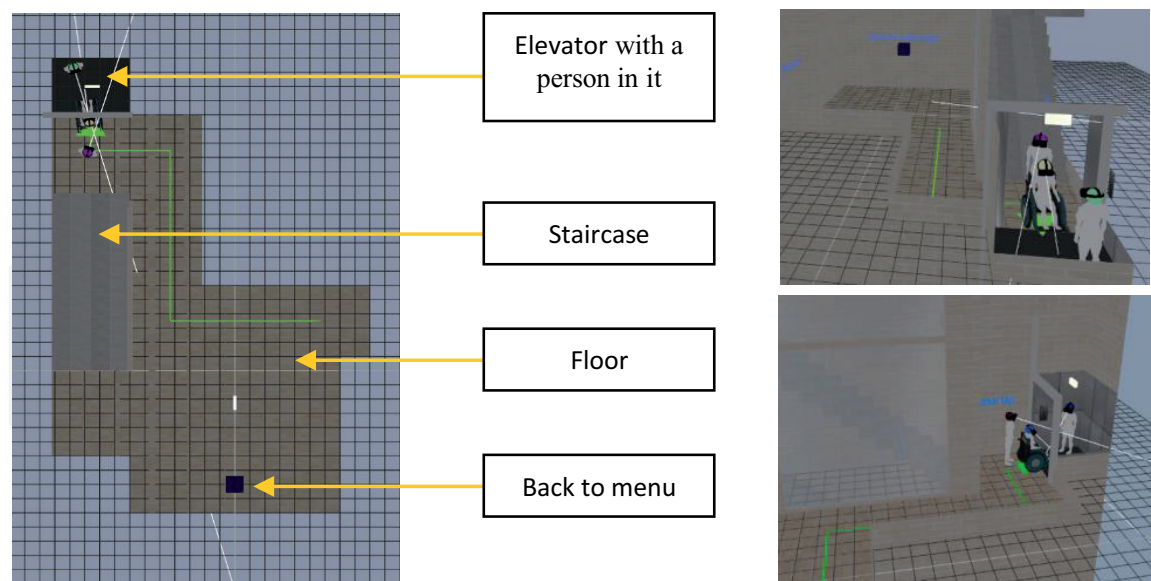 Elevator with a
person in it
Staircase
Floor
Back to menu